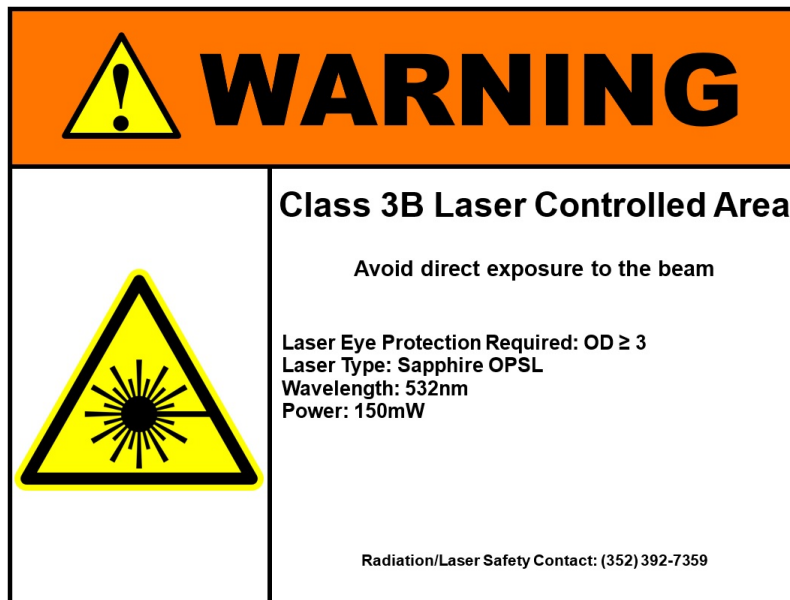 WARNING
Class 3B Laser Controlled Area
Avoid direct exposure to the beam
Laser Eye Protection Required: OD ≥ 3
Laser Type: Sapphire OPSL
Wavelength: 532nm
Power: 150mW
Radiation/Laser Safety Contact: (352) 392-7359